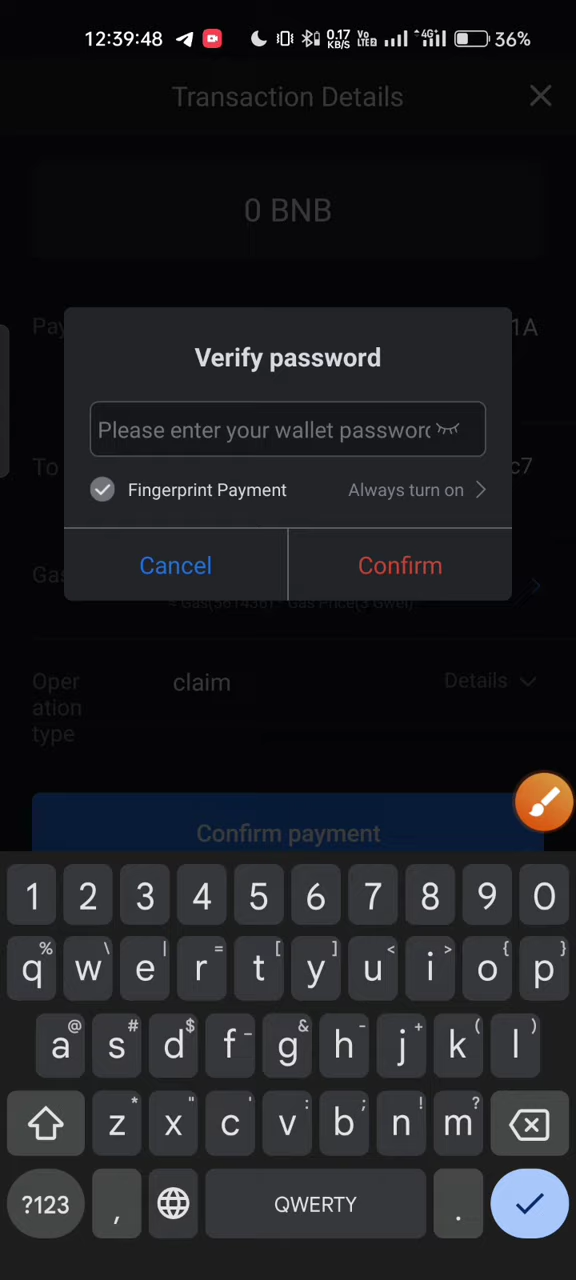 12:39:48 0.17 KB/S Vo LTE2 4G+ 36%
Transaction Details
0 BNB
Pay 1A
Verify password
Please enter your wallet password
To c7
Fingerprint Payment Always turn on
Cancel Confirm
Gas
Gas Price(3 Gwei)
Oper
ation
type
claim Details
Confirm payment
1 2 3 4 5 6 7 8 9 0
% \ | = [ ] < > { }
q w e r t y u i o p
@ # $ _ & - + ( )
a s d f g h j k l
* " ' : ; ! ?
z x c v b n m
?123 , QWERTY .